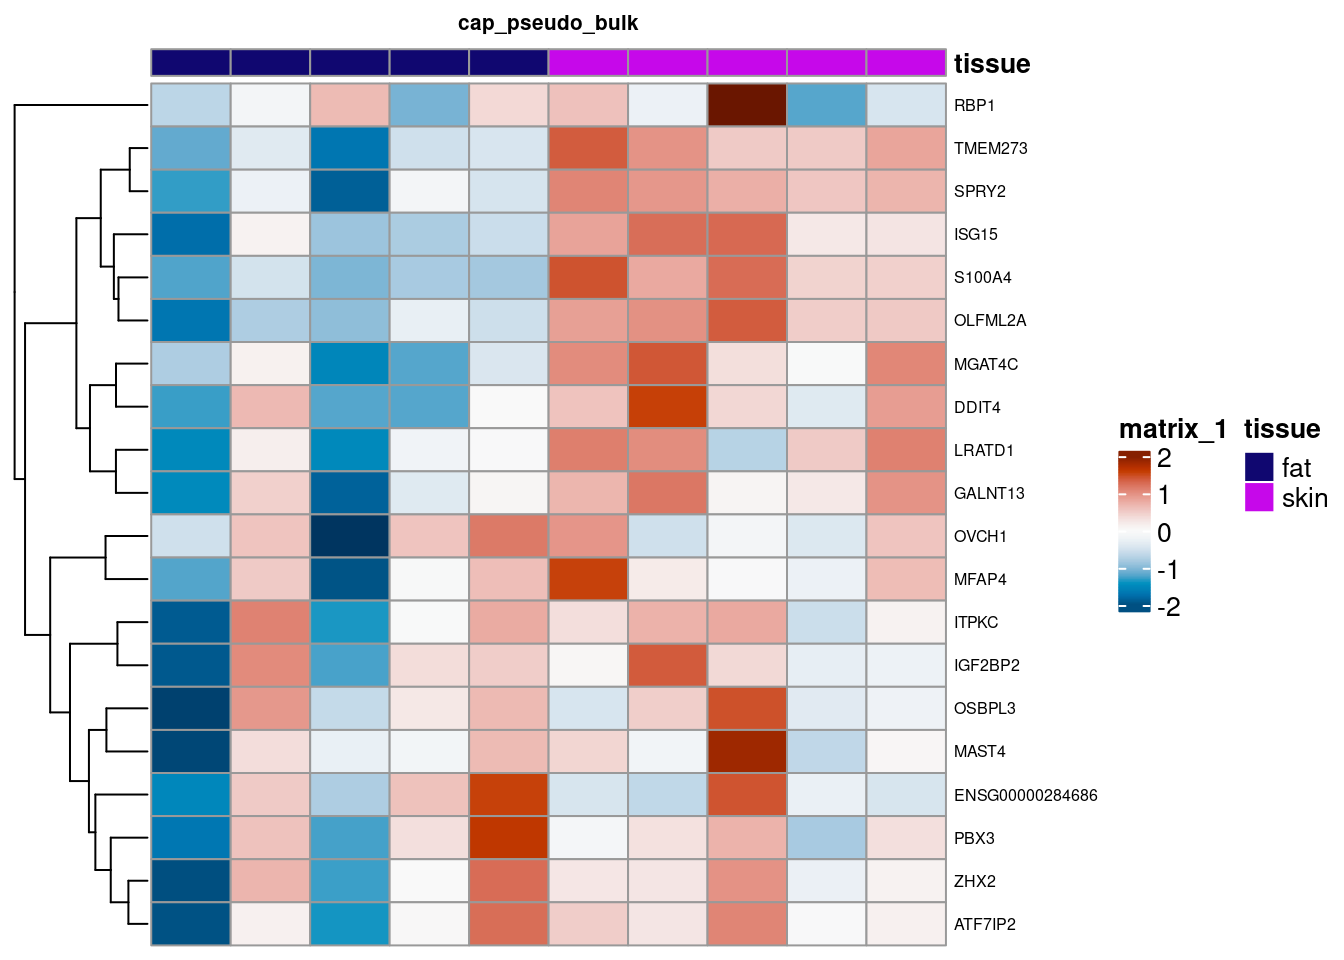 cap_pseudo_bulk
tissue
RBP1
TMEM273
SPRY2
ISG15
S100A4
OLFML2A
MGAT4C
DDIT4
LRATD1
GALNT13
OVCH1
MFAP4
ITPKC
IGF2BP2
OSBPL3
MAST4
ENSG00000284686
PBX3
ZHX2
ATF7IP2
matrix_1
2
1
0
-1
-2
tissue
fat
skin